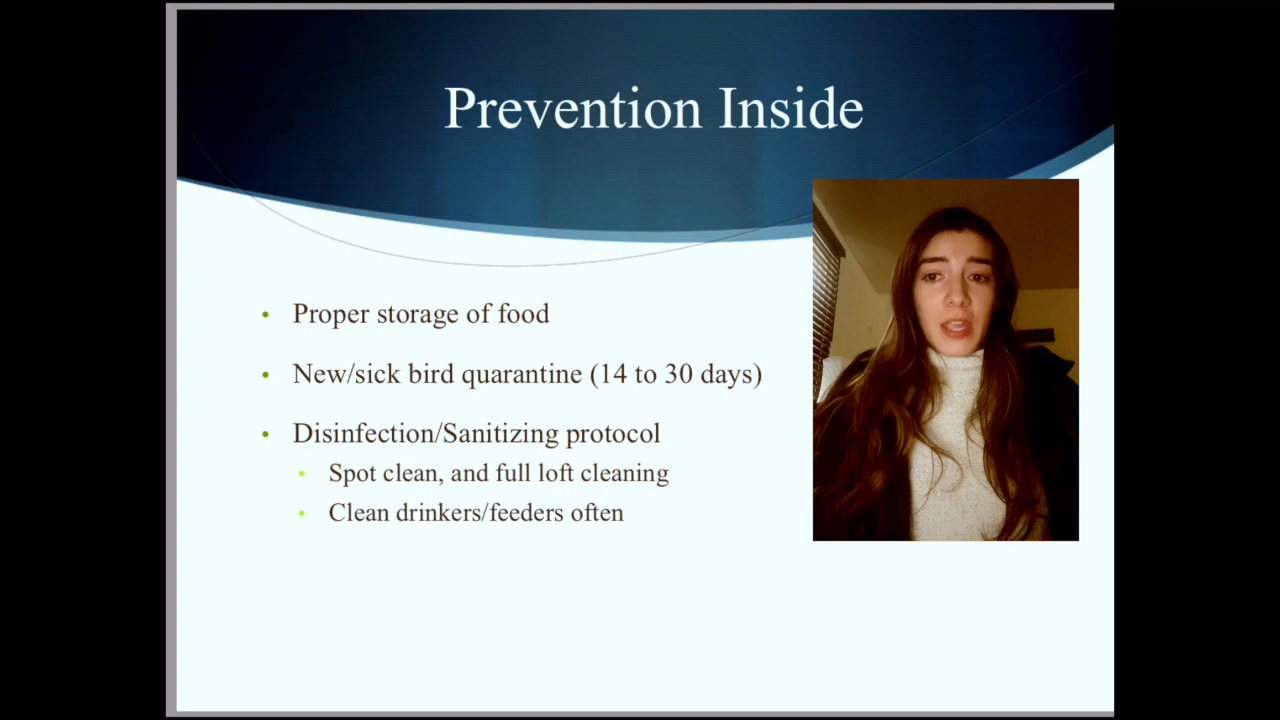 Prevention Inside
• Proper storage of food
• New/sick bird quarantine (14 to 30 days)
• Disinfection/Sanitizing protocol
• Spot clean, and full loft cleaning
• Clean drinkers/feeders often